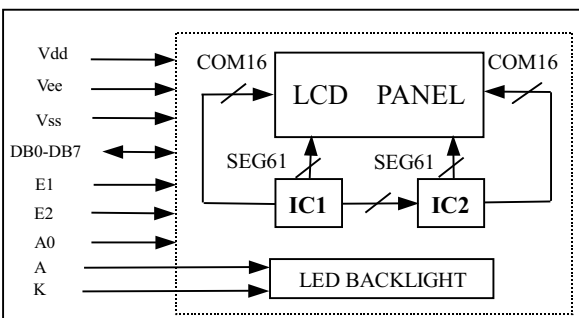 Vdd
Vee
Vss
DB0-DB7
E1
E2
A0
A
K
COM16
COM16
LCD PANEL
SEG61
SEG61
IC1
IC2
LED BACKLIGHT